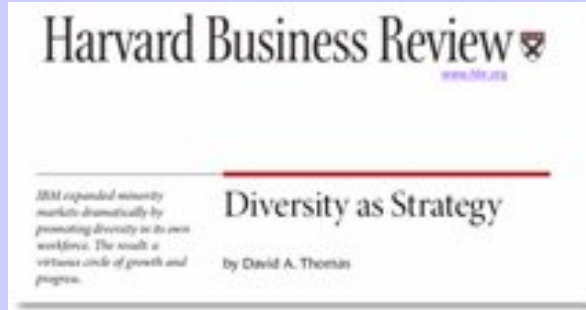 Harvard Business Review
www.hbr.org
IBM expanded minority
markets dramatically by
promoting diversity in its own
workforce. The result: a
virtuous circle of growth and
progress.
Diversity as Strategy
by David A. Thomas